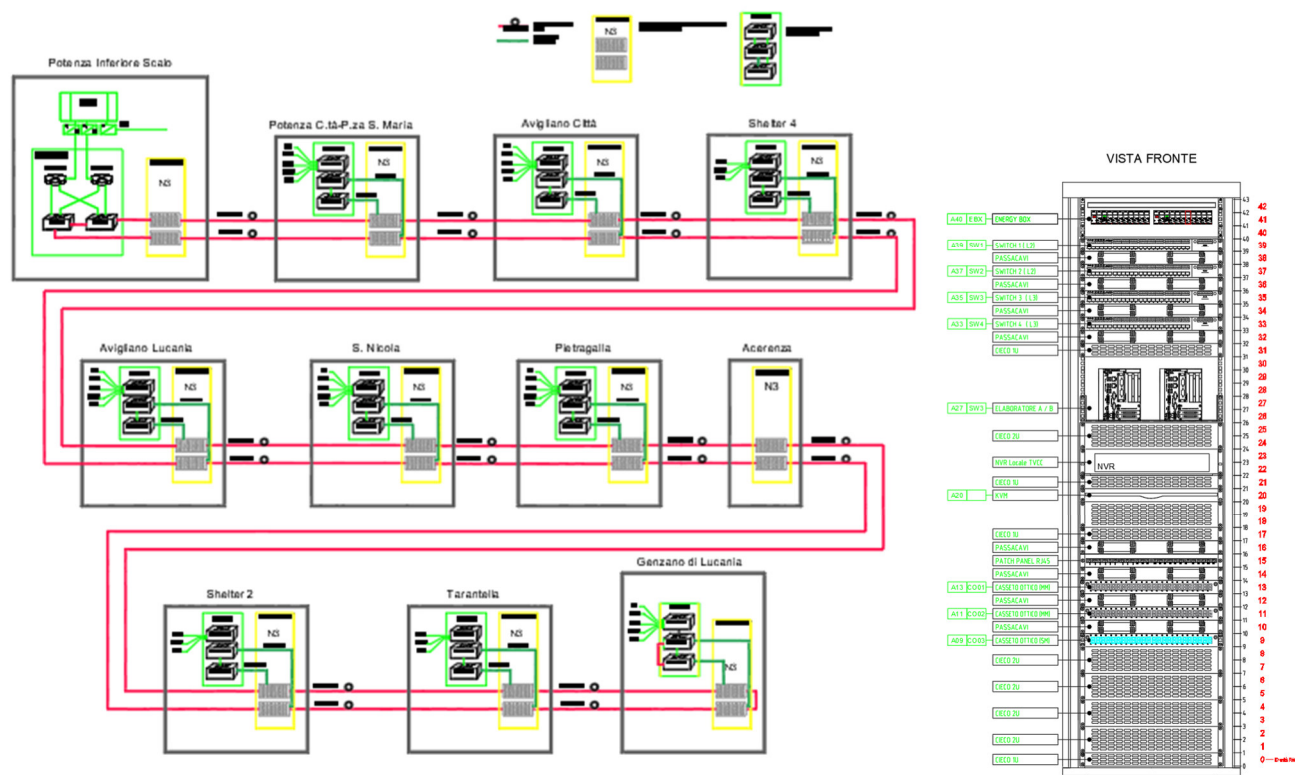 N3
Potenza Inferiore Scalo
N3
Potenza C.tà-P.za S. Maria
N3
Avigliano Città
N3
Shelter 4
N3
Avigliano Lucania
N3
S. Nicola
N3
Pietragalla
N3
Acerenza
N3
Shelter 2
N3
Tarantella
N3
Genzano di Lucania
N3
VISTA FRONTE
A40 EBX ENERGY BOX
SW1 SWITCH 1 (L2)
PASSACAVI
A37 SW2 SWITCH 2 (L2)
PASSACAVI
A35 SW3 SWITCH 3 (L3)
PASSACAVI
A33 SW4 SWITCH 4 (L3)
PASSACAVI
CIECO 1U
A27 SW3 ELABORATORE A / B
CIECO 2U
NVR Locale TVCC
NVR
CIECO 1U
A20 KVM
CIECO 1U
PASSACAVI
PATCH PANEL RJ45
PASSACAVI
A13 CO01 CASSETO OTTICO (MM)
PASSACAVI
A11 CO02 CASSETO OTTICO (MM)
PASSACAVI
A09 CO03 CASSETO OTTICO (SM)
CIECO 2U
CIECO 2U
CIECO 2U
CIECO 2U
CIECO 1U
43
42
41
40
39
38
37
36
35
34
33
32
31
30
29
28
27
26
25
24
23
22
21
20
19
18
17
16
15
14
13
12
11
10
9
8
7
6
5
4
3
2
1
0
42
41
40
39
38
37
36
35
34
33
32
31
30
29
28
27
26
25
24
23
22
21
20
19
18
17
16
15
14
13
12
11
10
9
8
7
6
5
4
3
2
1
0